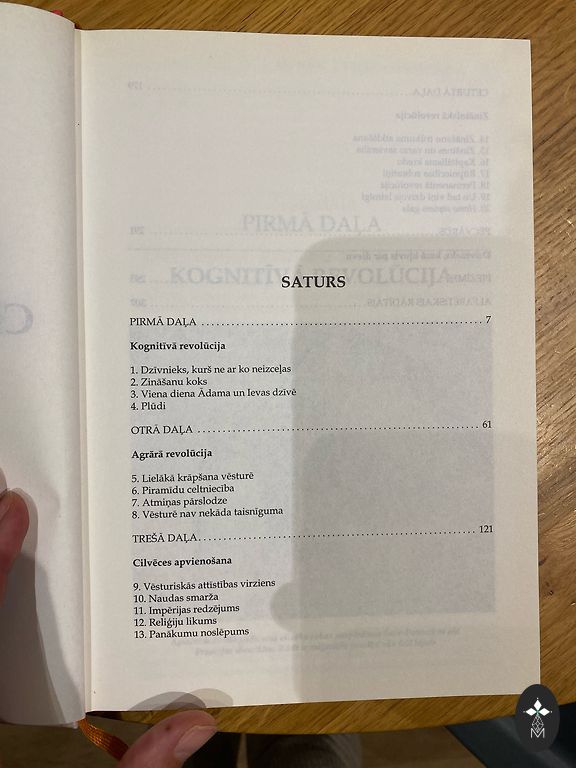 SATURS
PIRMĀ DAĻA ........................................................ 7
Kognitīvā revolūcija
1. Dzīvnieks, kurš ne ar ko neizceļas
2. Zināšanu koks
3. Viena diena Ādama un Ievas dzīvē
4. Plūdi
OTRĀ DAĻA ........................................................ 61
Agrārā revolūcija
5. Lielākā krāpšana vēsturē
6. Piramīdu celtniecība
7. Atmiņas pārslodze
8. Vēsturē nav nekāda taisnīguma
TREŠĀ DAĻA ........................................................ 121
Cilvēces apvienošana
9. Vēsturiskās attīstības virziens
10. Naudas smarža
11. Impērijas redzējums
12. Reliģiju likums
13. Panākumu noslēpums